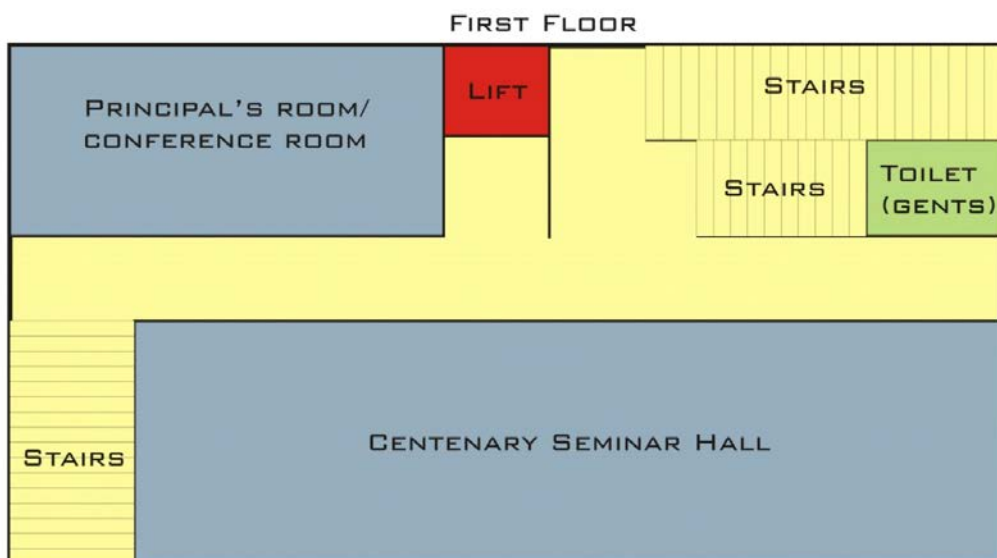 First Floor
Principal's room/
conference room
Lift
Stairs
Stairs
Toilet
(gents)
Stairs
Centenary Seminar Hall